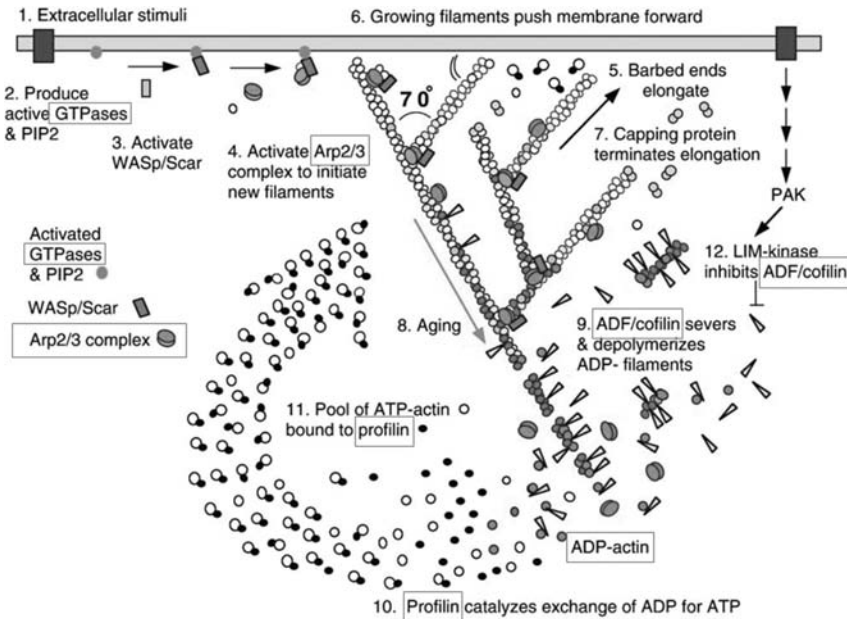 1. Extracellular stimuli
6. Growing filaments push membrane forward
2. Produce
active GTPases
& PIP2
3. Activate
WASp/Scar
4. Activate Arp2/3
complex to initiate
new filaments
70°
5. Barbed ends
elongate
7. Capping protein
terminates elongation
PAK
12. LIM-kinase
inhibits ADF/cofilin
Activated
GTPases
& PIP2
WASp/Scar
Arp2/3 complex
8. Aging
9. ADF/cofilin severs
& depolymerizes
ADP- filaments
11. Pool of ATP-actin
bound to profilin
ADP-actin
10. Profilin catalyzes exchange of ADP for ATP